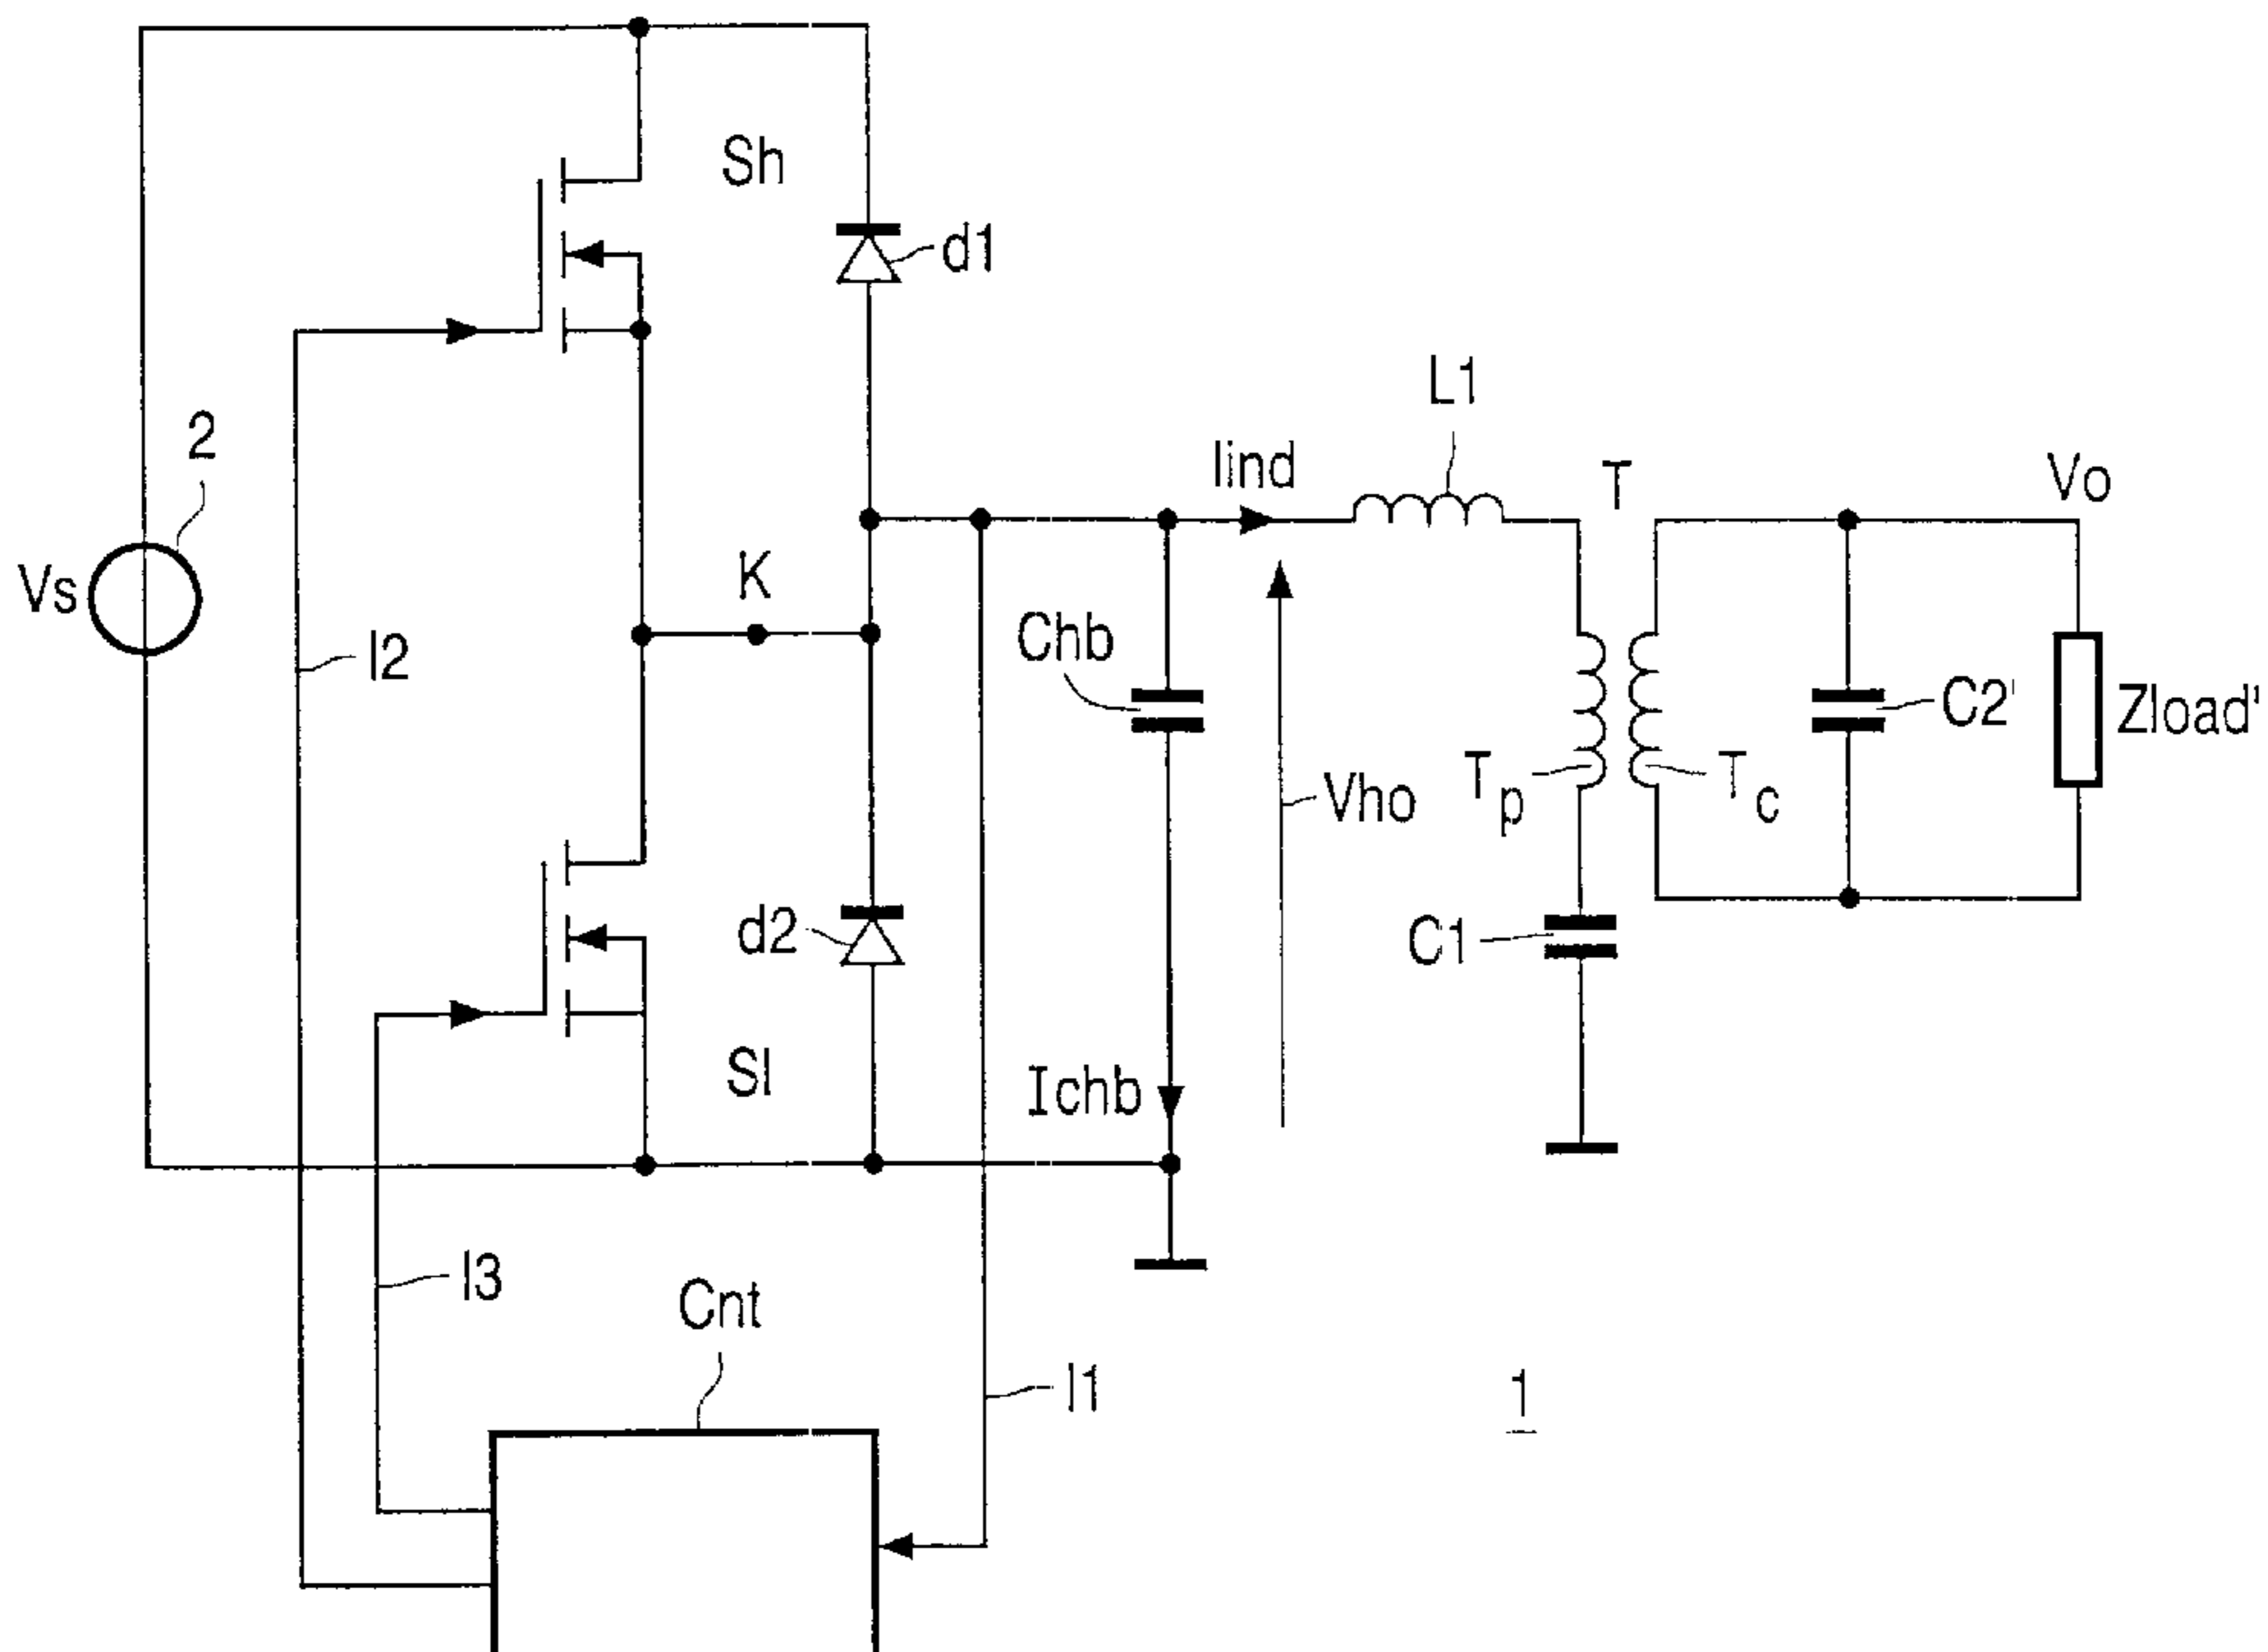 Sh
d1
2
Vs
l2
K
Chb
Iind
L1
T
Vo
C2'
Zload'
Tp
Tc
Vho
C1
d2
Sl
Ichb
l3
Cnt
l1
1